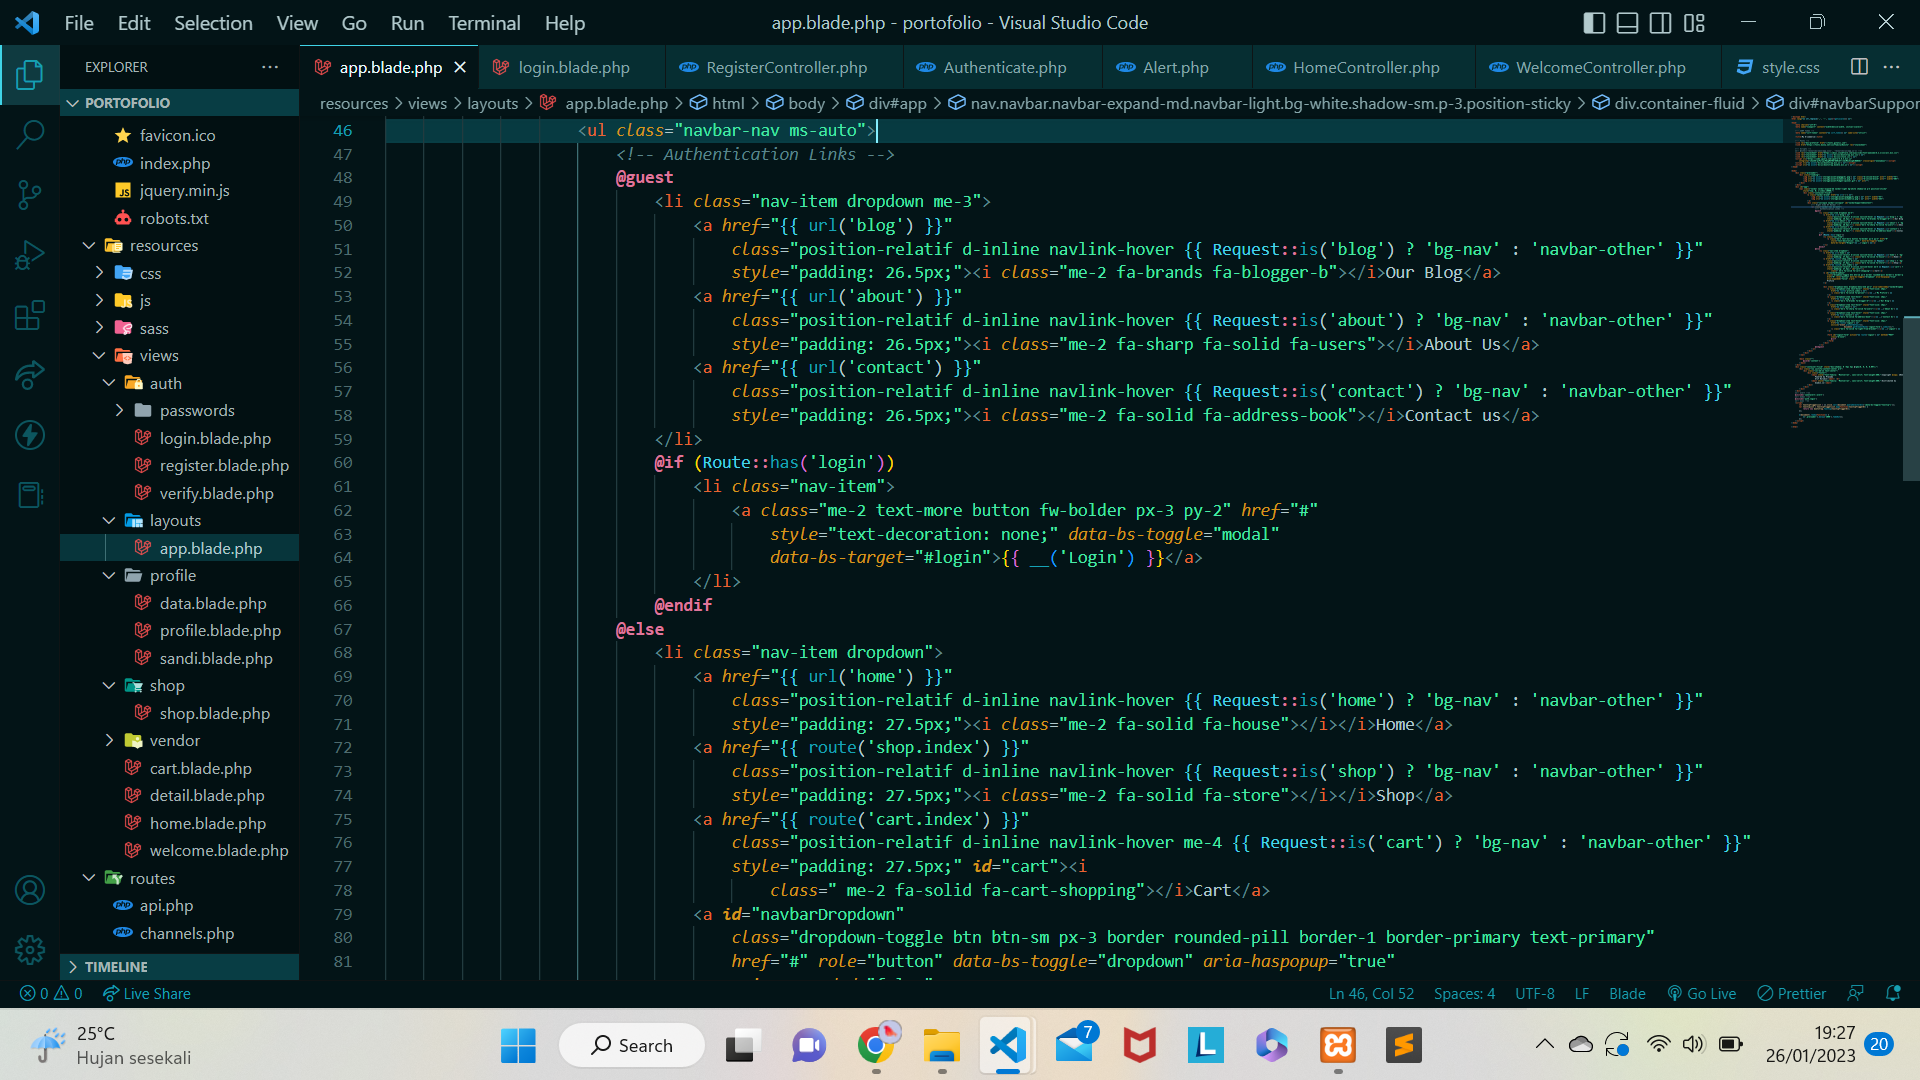 File Edit Selection View Go Run Terminal Help
app.blade.php - portofolio - Visual Studio Code
EXPLORER
PORTOFOLIO
favicon.ico
index.php
jquery.min.js
robots.txt
resources
css
js
sass
views
auth
passwords
login.blade.php
register.blade.php
verify.blade.php
layouts
app.blade.php
profile
data.blade.php
profile.blade.php
sandi.blade.php
shop
shop.blade.php
vendor
cart.blade.php
detail.blade.php
home.blade.php
welcome.blade.php
routes
api.php
channels.php
TIMELINE
app.blade.php login.blade.php RegisterController.php Authenticate.php Alert.php HomeController.php WelcomeController.php style.css
resources > views > layouts > app.blade.php > html > body > div#app > nav.navbar.navbar-expand-md.navbar-light.bg-white.shadow-sm.p-3.position-sticky > div.container-fluid > div#navbarSuppor
46 <ul class="navbar-nav ms-auto">
47 <!-- Authentication Links -->
48 @guest
49 <li class="nav-item dropdown me-3">
50 <a href="{{ url('blog') }}"
51 class="position-relatif d-inline navlink-hover {{ Request::is('blog') ? 'bg-nav' : 'navbar-other' }}"
52 style="padding: 26.5px;"><i class="me-2 fa-brands fa-blogger-b"></i>Our Blog</a>
53 <a href="{{ url('about') }}"
54 class="position-relatif d-inline navlink-hover {{ Request::is('about') ? 'bg-nav' : 'navbar-other' }}"
55 style="padding: 26.5px;"><i class="me-2 fa-sharp fa-solid fa-users"></i>About Us</a>
56 <a href="{{ url('contact') }}"
57 class="position-relatif d-inline navlink-hover {{ Request::is('contact') ? 'bg-nav' : 'navbar-other' }}"
58 style="padding: 26.5px;"><i class="me-2 fa-solid fa-address-book"></i>Contact us</a>
59 </li>
60 @if (Route::has('login'))
61 <li class="nav-item">
62 <a class="me-2 text-more button fw-bolder px-3 py-2" href="#"
63 style="text-decoration: none;" data-bs-toggle="modal"
64 data-bs-target="#login">{{ __('Login') }}</a>
65 </li>
66 @endif
67 @else
68 <li class="nav-item dropdown">
69 <a href="{{ url('home') }}"
70 class="position-relatif d-inline navlink-hover {{ Request::is('home') ? 'bg-nav' : 'navbar-other' }}"
71 style="padding: 27.5px;"><i class="me-2 fa-solid fa-house"></i></i>Home</a>
72 <a href="{{ route('shop.index') }}"
73 class="position-relatif d-inline navlink-hover {{ Request::is('shop') ? 'bg-nav' : 'navbar-other' }}"
74 style="padding: 27.5px;"><i class="me-2 fa-solid fa-store"></i></i>Shop</a>
75 <a href="{{ route('cart.index') }}"
76 class="position-relatif d-inline navlink-hover me-4 {{ Request::is('cart') ? 'bg-nav' : 'navbar-other' }}"
77 style="padding: 27.5px;" id="cart"><i
78 class=" me-2 fa-solid fa-cart-shopping"></i>Cart</a>
79 <a id="navbarDropdown"
80 class="dropdown-toggle btn btn-sm px-3 border rounded-pill border-1 border-primary text-primary"
81 href="#" role="button" data-bs-toggle="dropdown" aria-haspopup="true"
0 0 Live Share Ln 46, Col 52 Spaces: 4 UTF-8 LF Blade Go Live Prettier
25°C
Hujan sesekali
Search
7
19:27
26/01/2023
20